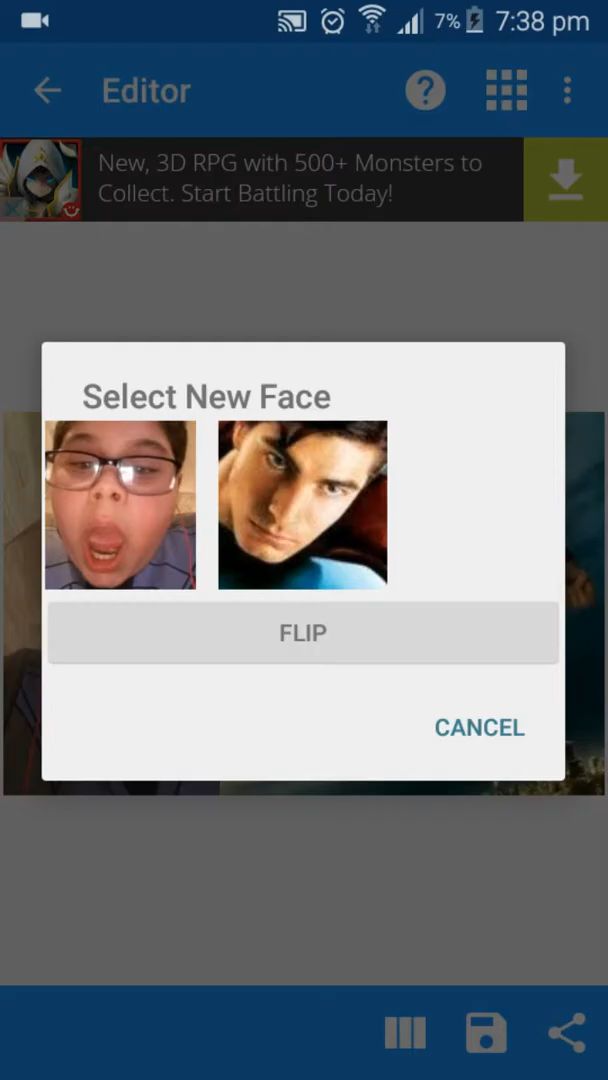 7% 7:38 pm
Editor
New, 3D RPG with 500+ Monsters to
Collect. Start Battling Today!
Select New Face
FLIP
CANCEL